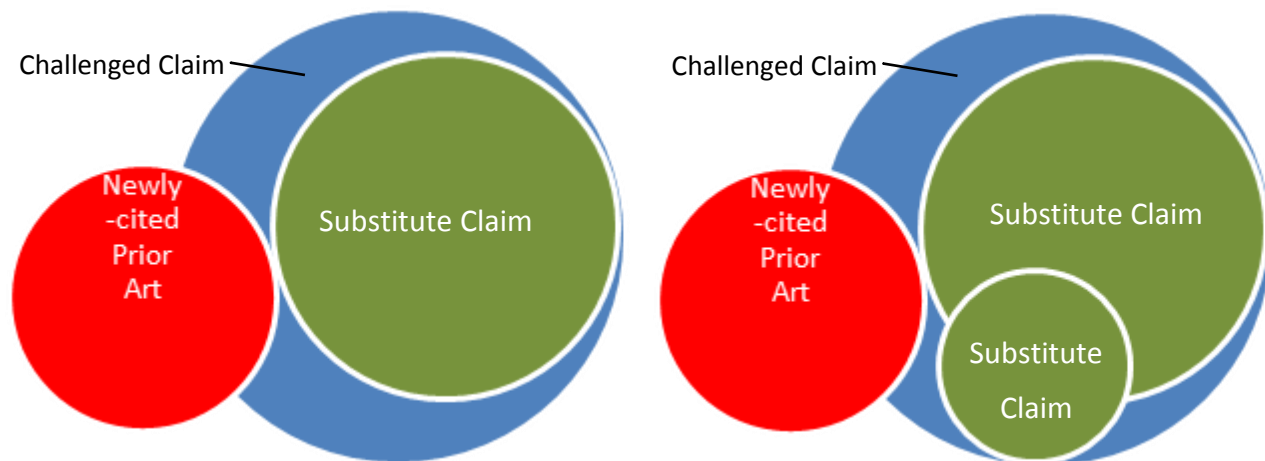 Challenged Claim
Newly
-cited
Prior
Art
Substitute Claim
Challenged Claim
Newly
-cited
Prior
Art
Substitute Claim
Substitute
Claim